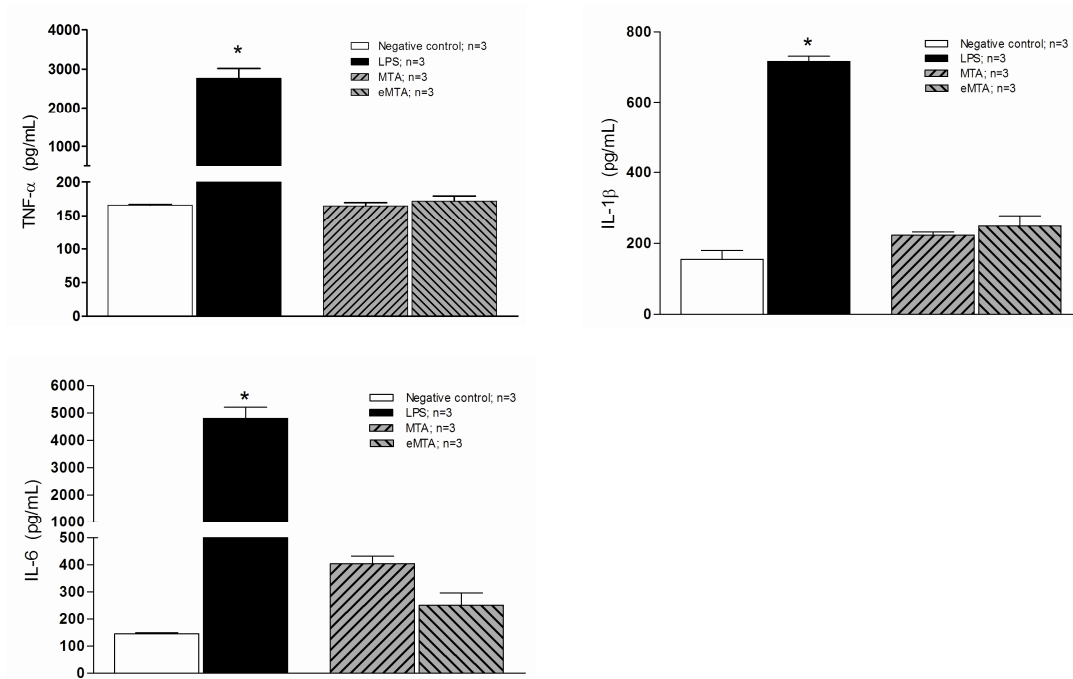 TNF-α (pg/mL)
4000
3000
2000
1000
200
150
100
50
0
*
Negative control; n=3
LPS; n=3
MTA; n=3
eMTA; n=3
IL-1β (pg/mL)
800
600
400
200
0
*
Negative control; n=3
LPS; n=3
MTA; n=3
eMTA; n=3
IL-6 (pg/mL)
6000
5000
4000
3000
2000
1000
500
400
300
200
100
0
*
Negative control; n=3
LPS; n=3
MTA; n=3
eMTA; n=3